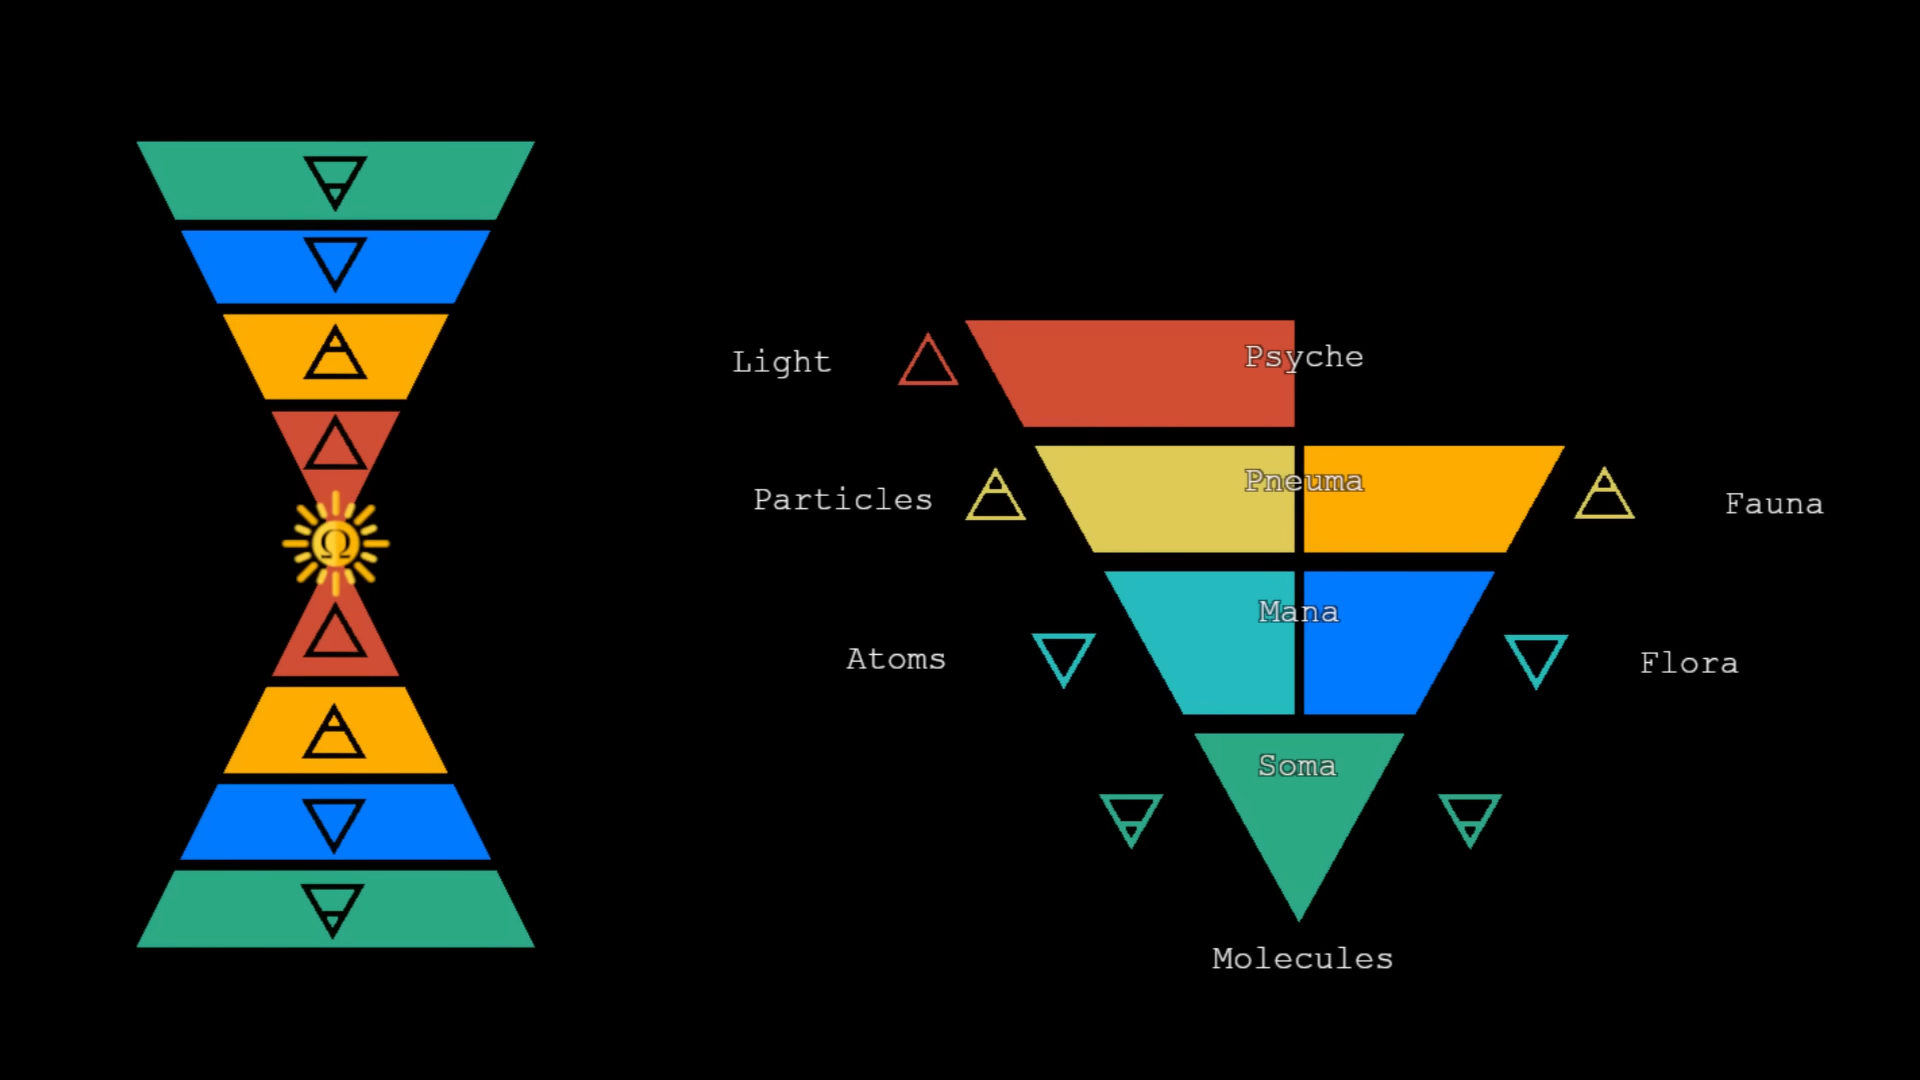 Ω
Light
Psyche
Particles
Pneuma
Fauna
Mana
Atoms
Flora
Soma
Molecules